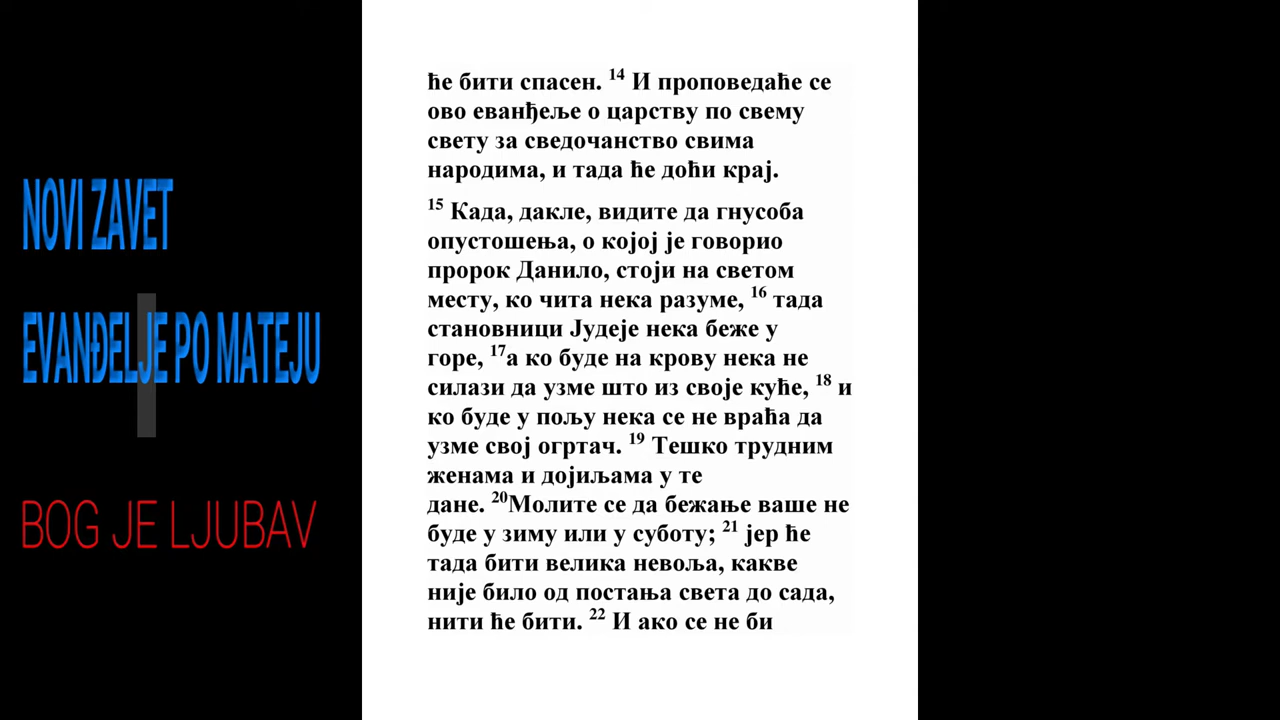 NOVI ZAVET
EVANĐELJE PO MATEJU
BOG JE LJUBAV
ће бити спасен. 14 И проповедаће се
ово еванђеље о царству по свему
свету за сведочанство свима
народима, и тада ће доћи крај.
15 Када, дакле, видите да гнусоба
опустошења, о којој је говорио
пророк Данило, стоји на светом
месту, ко чита нека разуме, 16 тада
становници Јудеје нека беже у
горе, 17а ко буде на крову нека не
силази да узме што из своје куће, 18 и
ко буде у пољу нека се не враћа да
узме свој огртач. 19 Тешко трудним
женама и дојиљама у те
дане. 20Молите се да бежање ваше не
буде у зиму или у суботу; 21 јер ће
тада бити велика невоља, какве
није било од постања света до сада,
нити ће бити. 22 И ако се не би